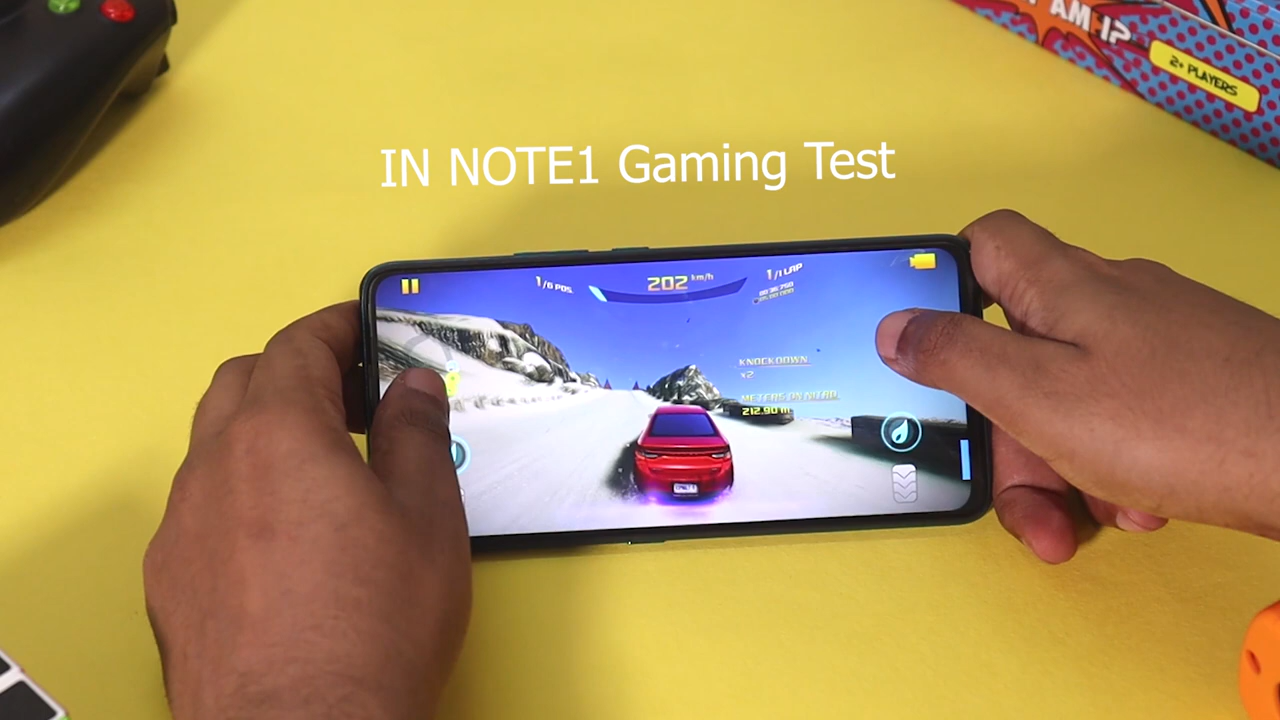 AM I?
2+ PLAYERS
IN NOTE1 Gaming Test
1/6 POS.
202 km/h
1/1 LAP
KNOCKDOWN
x2
METERS ON NITRO
212.90 m